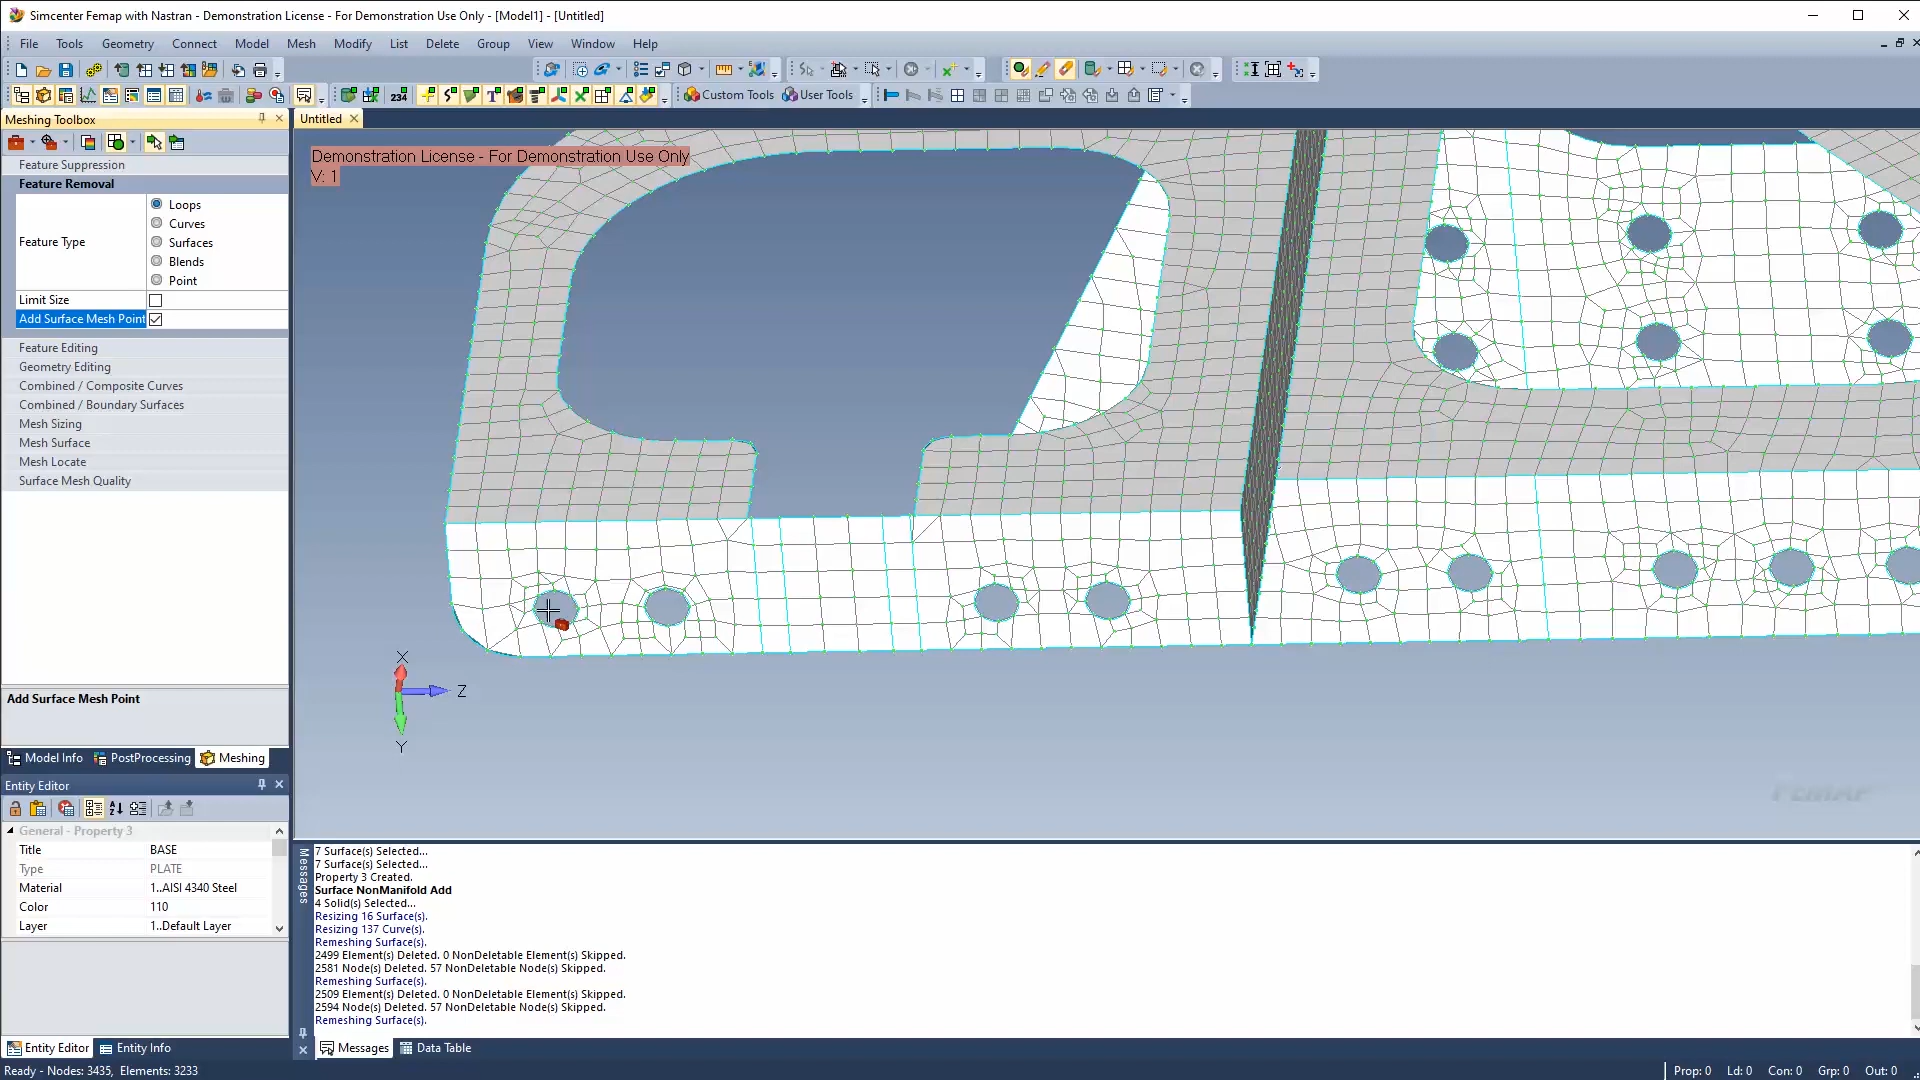 Simcenter Femap with Nastran - Demonstration License - For Demonstration Use Only - [Model1] - [Untitled]
File Tools Geometry Connect Model Mesh Modify List Delete Group View Window Help
234 T Custom Tools User Tools
Meshing Toolbox
Untitled
Feature Suppression
Feature Removal
Feature Type
Loops
Curves
Surfaces
Blends
Point
Limit Size
Add Surface Mesh Point
Feature Editing
Geometry Editing
Combined / Composite Curves
Combined / Boundary Surfaces
Mesh Sizing
Mesh Surface
Mesh Locate
Surface Mesh Quality
Add Surface Mesh Point
Model Info PostProcessing Meshing
Demonstration License - For Demonstration Use Only
V: 1
X
Z
Y
FEMAP
Entity Editor
General - Property 3
Title BASE
Type PLATE
Material 1..AISI 4340 Steel
Color 110
Layer 1..Default Layer
Entity Editor Entity Info
Messages
7 Surface(s) Selected...
7 Surface(s) Selected...
Property 3 Created.
Surface NonManifold Add
4 Solid(s) Selected...
Resizing 16 Surface(s).
Resizing 137 Curve(s).
Remeshing Surface(s).
2499 Element(s) Deleted. 0 NonDeletable Element(s) Skipped.
2581 Node(s) Deleted. 57 NonDeletable Node(s) Skipped.
Remeshing Surface(s).
2509 Element(s) Deleted. 0 NonDeletable Element(s) Skipped.
2594 Node(s) Deleted. 57 NonDeletable Node(s) Skipped.
Remeshing Surface(s).
Messages Data Table
Ready - Nodes: 3435, Elements: 3233
Prop: 0 Ld: 0 Con: 0 Grp: 0 Out: 0